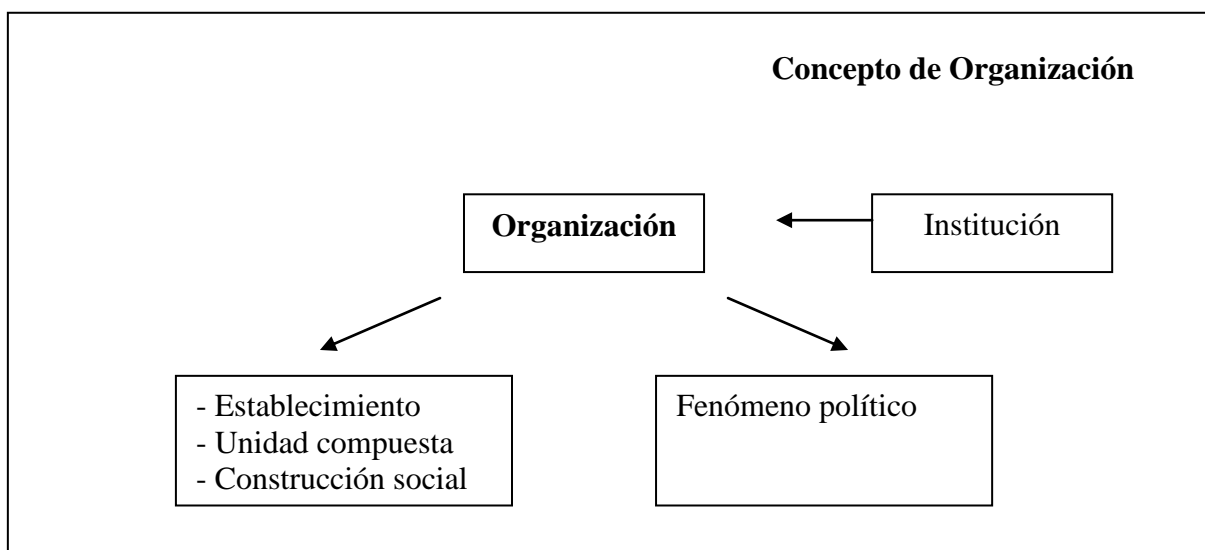 Concepto de Organización
Organización
Institución
- Establecimiento
- Unidad compuesta
- Construcción social
Fenómeno político